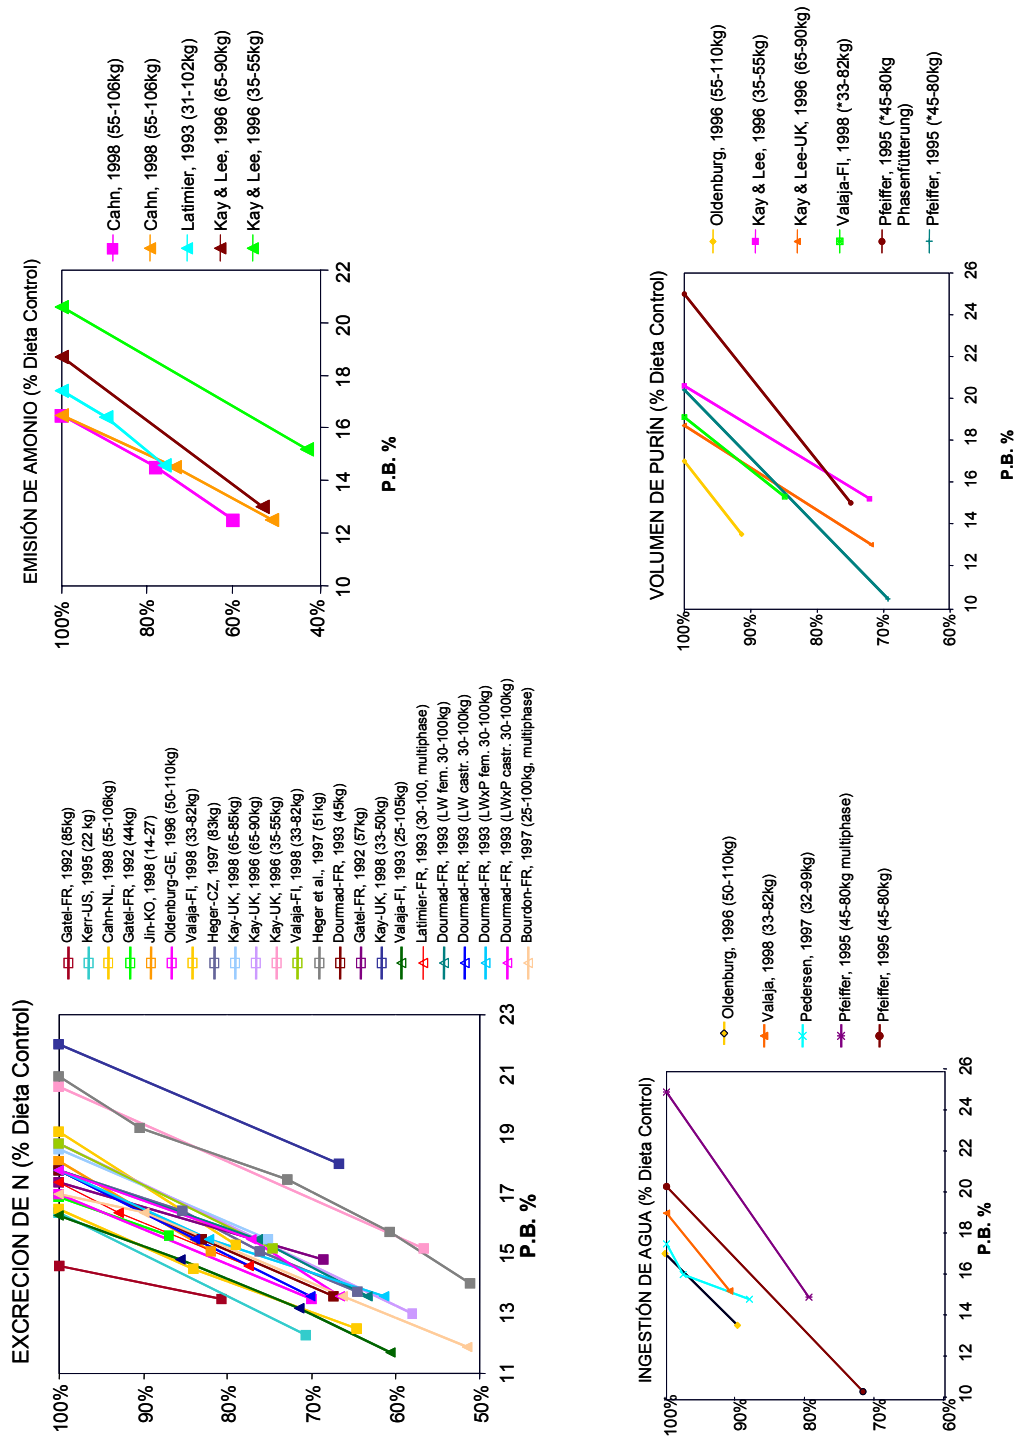 EXCRECION DE N (% Dieta Control)
100%
90%
80%
70%
60%
50%
11
13
15
17
19
21
23
P.B. %
Gatel-FR, 1992 (85kg)
Kerr-US, 1995 (22 kg)
Cahn-NL, 1998 (55-106kg)
Gatel-FR, 1992 (44kg)
Jin-KO, 1998 (14-27)
Oldenburg-GE, 1996 (50-110kg)
Valaja-FI, 1998 (33-82kg)
Heger-CZ, 1997 (83kg)
Kay-UK, 1998 (65-85kg)
Kay-UK, 1996 (65-90kg)
Kay-UK, 1996 (35-55kg)
Valaja-FI, 1998 (33-82kg)
Heger et al., 1997 (51kg)
Dourmad-FR, 1993 (45kg)
Gatel-FR, 1992 (57kg)
Kay-UK, 1998 (33-50kg)
Valaja-FI, 1993 (25-105kg)
Latimier-FR, 1993 (30-100, multiphase)
Dourmad-FR, 1993 (LW fem. 30-100kg)
Dourmad-FR, 1993 (LW castr. 30-100kg)
Dourmad-FR, 1993 (LWxP fem. 30-100kg)
Dourmad-FR, 1993 (LWxP castr. 30-100kg)
Bourdon-FR, 1997 (25-100kg, multiphase)
EMISIÓN DE AMONIO (% Dieta Control)
100%
80%
60%
40%
10
12
14
16
18
20
22
P.B. %
Cahn, 1998 (55-106kg)
Cahn, 1998 (55-106kg)
Latimier, 1993 (31-102kg)
Kay & Lee, 1996 (65-90kg)
Kay & Lee, 1996 (35-55kg)
INGESTIÓN DE AGUA (% Dieta Control)
100%
90%
80%
70%
60%
10
12
14
16
18
20
22
24
26
P.B. %
Oldenburg, 1996 (50-110kg)
Valaja, 1998 (33-82kg)
Pedersen, 1997 (32-99kg)
Pfeiffer, 1995 (45-80kg multiphase)
Pfeiffer, 1995 (45-80kg)
VOLUMEN DE PURÍN (% Dieta Control)
100%
90%
80%
70%
60%
10
12
14
16
18
20
22
24
26
P.B. %
Oldenburg, 1996 (55-110kg)
Kay & Lee, 1996 (35-55kg)
Kay & Lee-UK, 1996 (65-90kg)
Valaja-FI, 1998 (*33-82kg)
Pfeiffer, 1995 (*45-80kg
Phasenfütterung)
Pfeiffer, 1995 (*45-80kg)